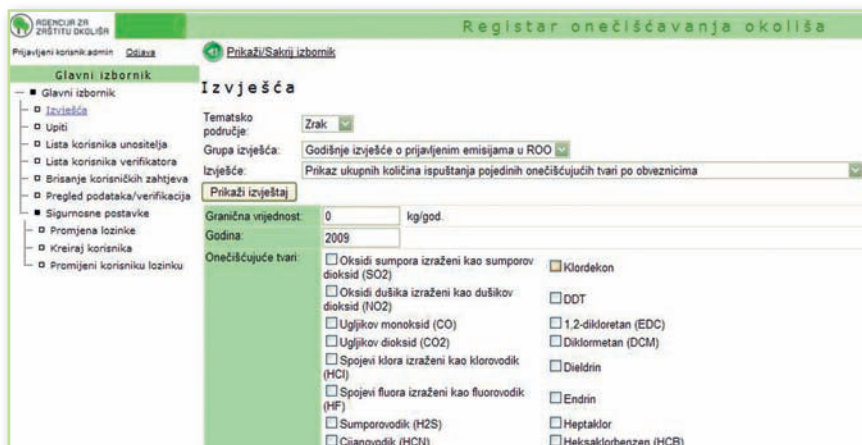 AGENCIJA ZA
ZAŠTITU OKOLIŠA
Registar onečišćavanja okoliša
Prijavljeni korisnik:admin Odjava
Prikaži/Sakrij izbornik
Glavni izbornik
Glavni izbornik
Izvješća
Upiti
Lista korisnika unositelja
Lista korisnika verifikatora
Brisanje korisničkih zahtjeva
Pregled podataka/verifikacija
Sigurnosne postavke
Promjena lozinke
Kreiraj korisnika
Promijeni korisniku lozinku
Izvješća
Tematsko
područje: Zrak
Grupa izvješća: Godišnje izvješće o prijavljenim emisijama u ROO
Izvješće: Prikaz ukupnih količina ispuštanja pojedinih onečišćujućih tvari po obveznicima
Prikaži izvještaj
Granična vrijednost: 0 kg/god.
Godina: 2009
Onečišćujuće tvari: Oksidi sumpora izraženi kao sumporov
dioksid (SO2) Klordekon
Oksidi dušika izraženi kao dušikov
dioksid (NO2) DDT
Ugljikov monoksid (CO) 1,2-dikloretan (EDC)
Ugljikov dioksid (CO2) Diklormetan (DCM)
Spojevi klora izraženi kao klorovodik
(HCl) Dieldrin
Spojevi fluora izraženi kao fluorovodik
(HF) Endrin
Sumporovodik (H2S) Heptaklor
Cijanovodik (HCN) Heksaklorbenzen (HCB)